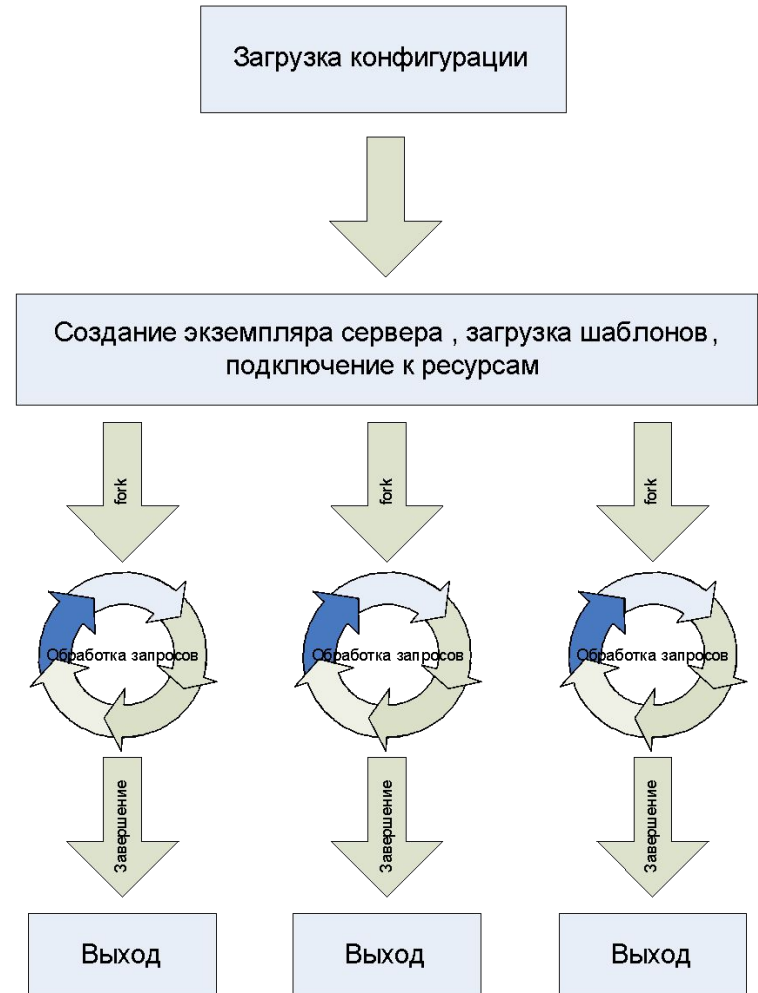 Загрузка конфигурации
Создание экземпляра сервера , загрузка шаблонов,
подключение к ресурсам
fork
fork
fork
Обработка запросов
Обработка запросов
Обработка запросов
Завершение
Завершение
Завершение
Выход
Выход
Выход